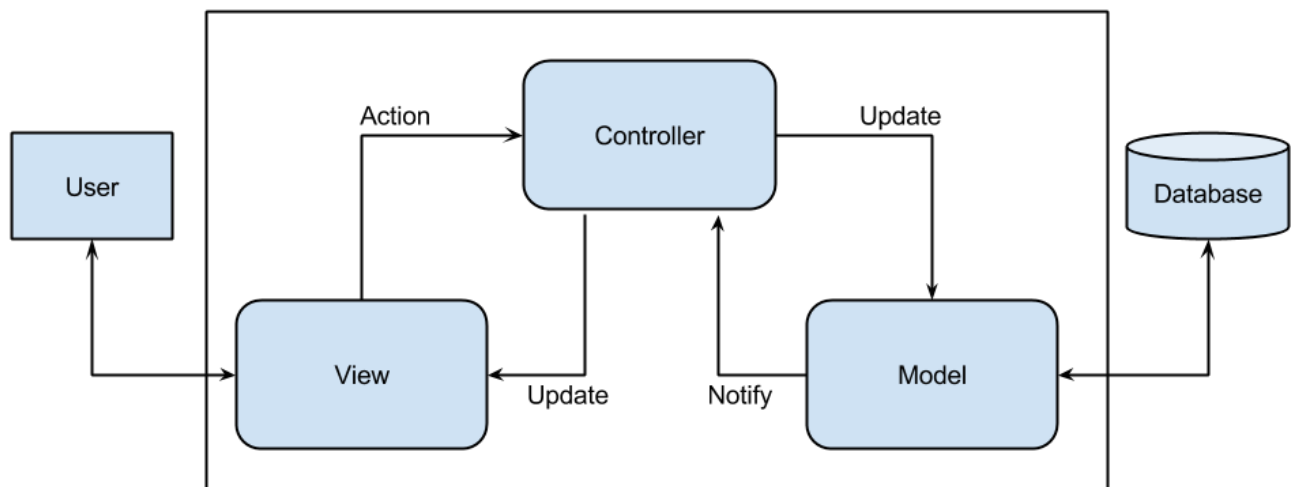 Action
Controller
Update
User
Database
View
Update
Notify
Model